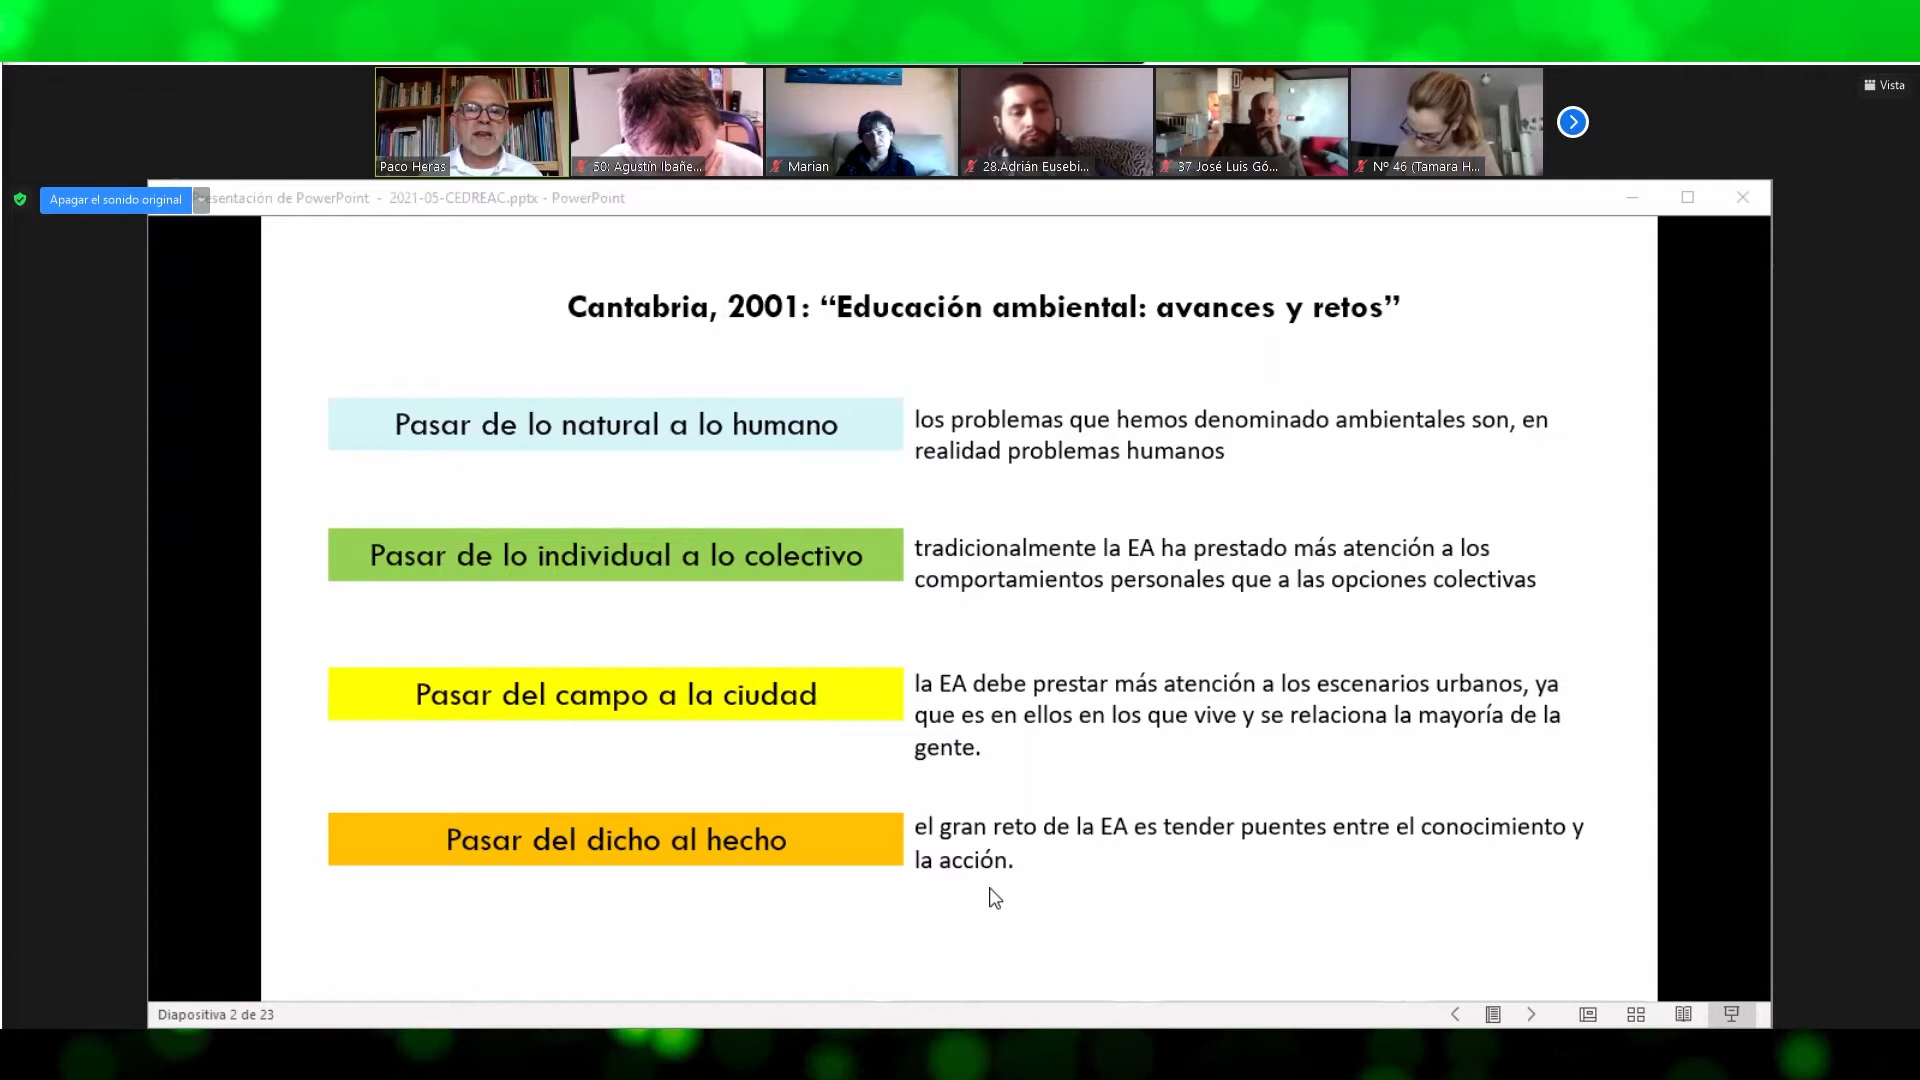 Vista
Paco Heras
50: Agustín Ibañe...
Marian
28.Adrián Eusebi...
37 José Luis Gó...
Nº 46 (Tamara H...
Apagar el sonido original
Presentación de PowerPoint - 2021-05-CEDREAC.pptx - PowerPoint
Cantabria, 2001: “Educación ambiental: avances y retos”
Pasar de lo natural a lo humano
los problemas que hemos denominado ambientales son, en
realidad problemas humanos
Pasar de lo individual a lo colectivo
tradicionalmente la EA ha prestado más atención a los
comportamientos personales que a las opciones colectivas
Pasar del campo a la ciudad
la EA debe prestar más atención a los escenarios urbanos, ya
que es en ellos en los que vive y se relaciona la mayoría de la
gente.
Pasar del dicho al hecho
el gran reto de la EA es tender puentes entre el conocimiento y
la acción.
Diapositiva 2 de 23